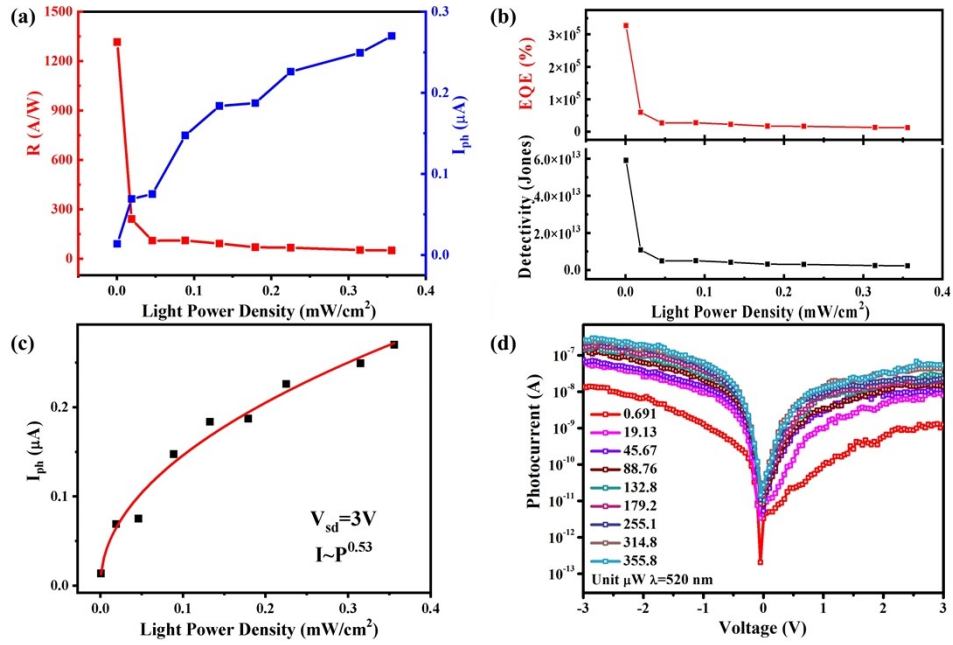 (a)
1500
1200
900
600
300
0
R (A/W)
0.3
0.2
0.1
0.0
I_ph (μA)
0.0 0.1 0.2 0.3 0.4
Light Power Density (mW/cm²)
(b)
3×10⁵
2×10⁵
1×10⁵
0
EQE (%)
6.0×10¹³
2.0×10¹³
0.0
Detectivity (Jones)
0.0 0.1 0.2 0.3 0.4
Light Power Density (mW/cm²)
(c)
0.2
0.1
0.0
I_ph (μA)
V_sd=3V
I~P^0.53
0.0 0.1 0.2 0.3 0.4
Light Power Density (mW/cm²)
(d)
10⁻⁷
10⁻⁸
10⁻⁹
10⁻¹⁰
10⁻¹¹
10⁻¹²
10⁻¹³
Photocurrent (A)
0.691
19.13
45.67
88.76
132.8
179.2
255.1
314.8
355.8
Unit μW λ=520 nm
-3 -2 -1 0 1 2 3
Voltage (V)